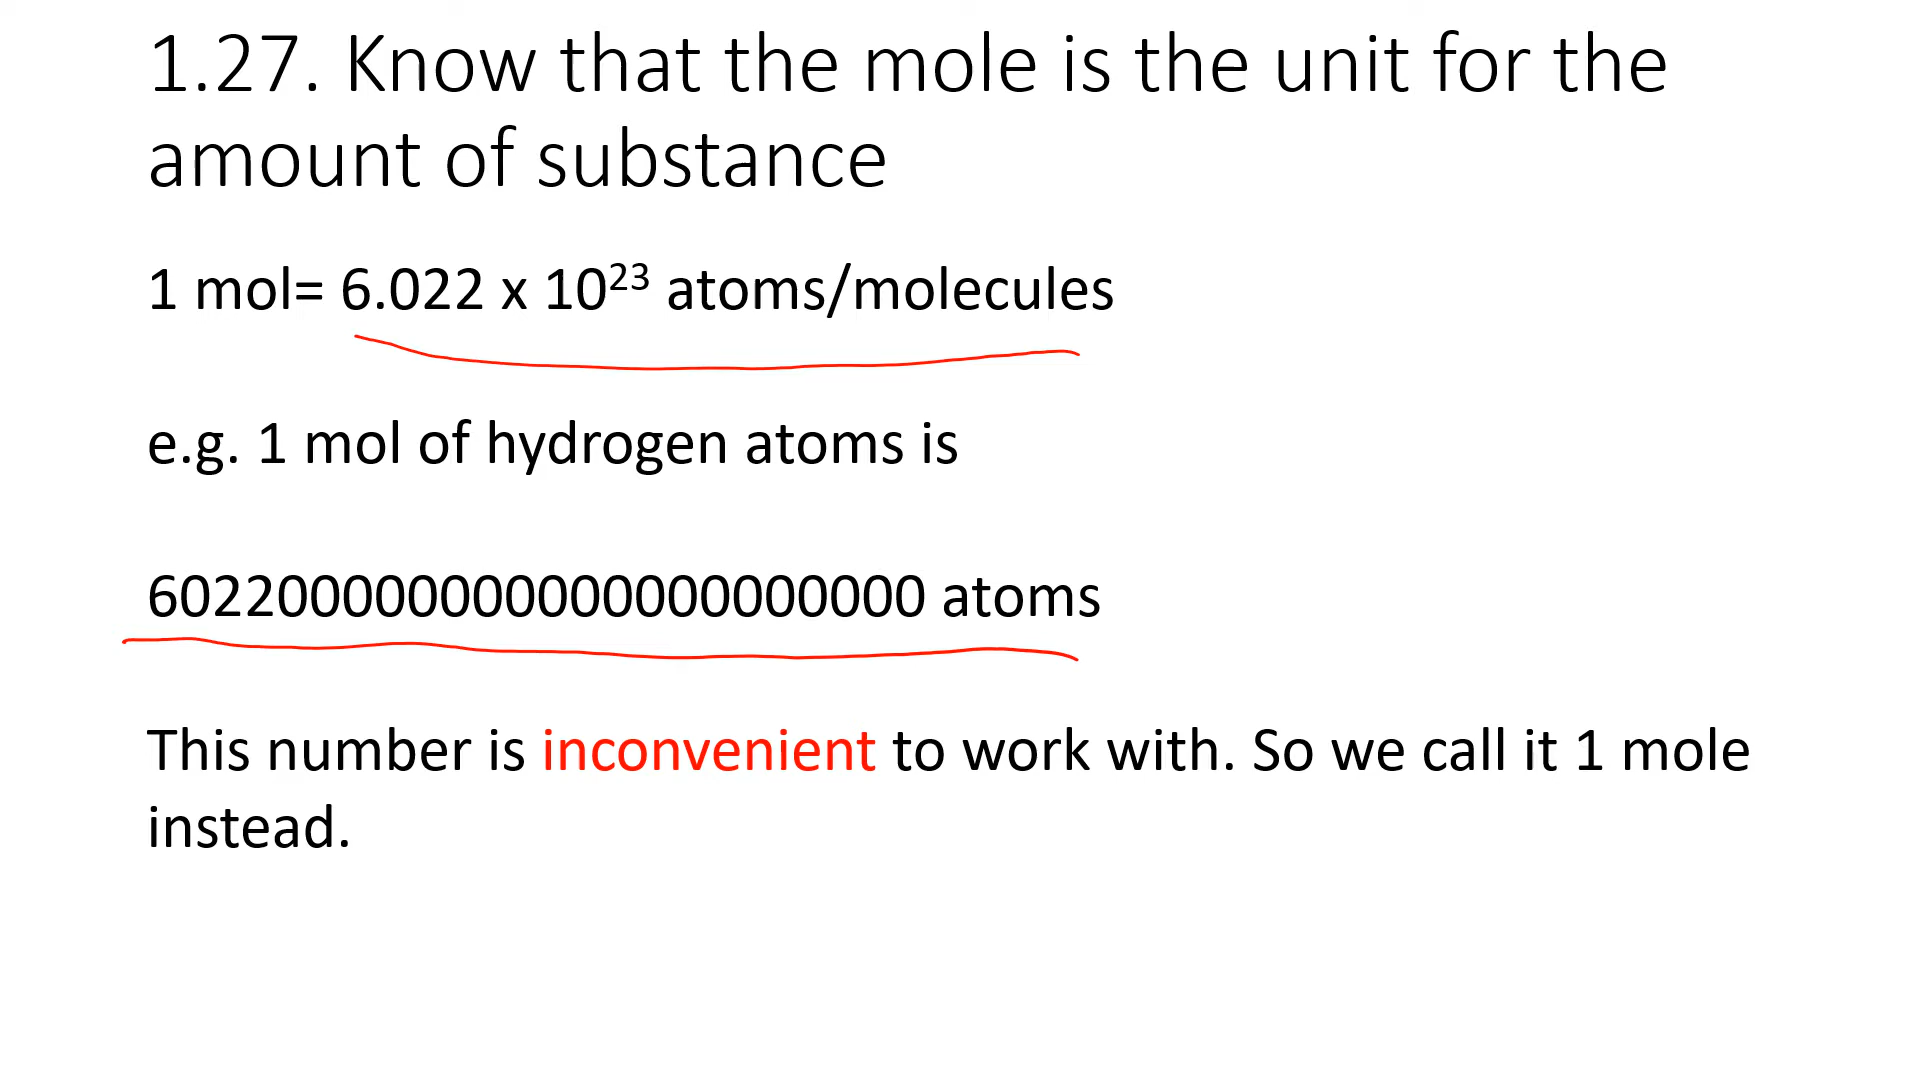 1.27. Know that the mole is the unit for the
amount of substance
1 mol= 6.022 x 10²³ atoms/molecules
e.g. 1 mol of hydrogen atoms is
602200000000000000000000 atoms
This number is inconvenient to work with. So we call it 1 mole
instead.